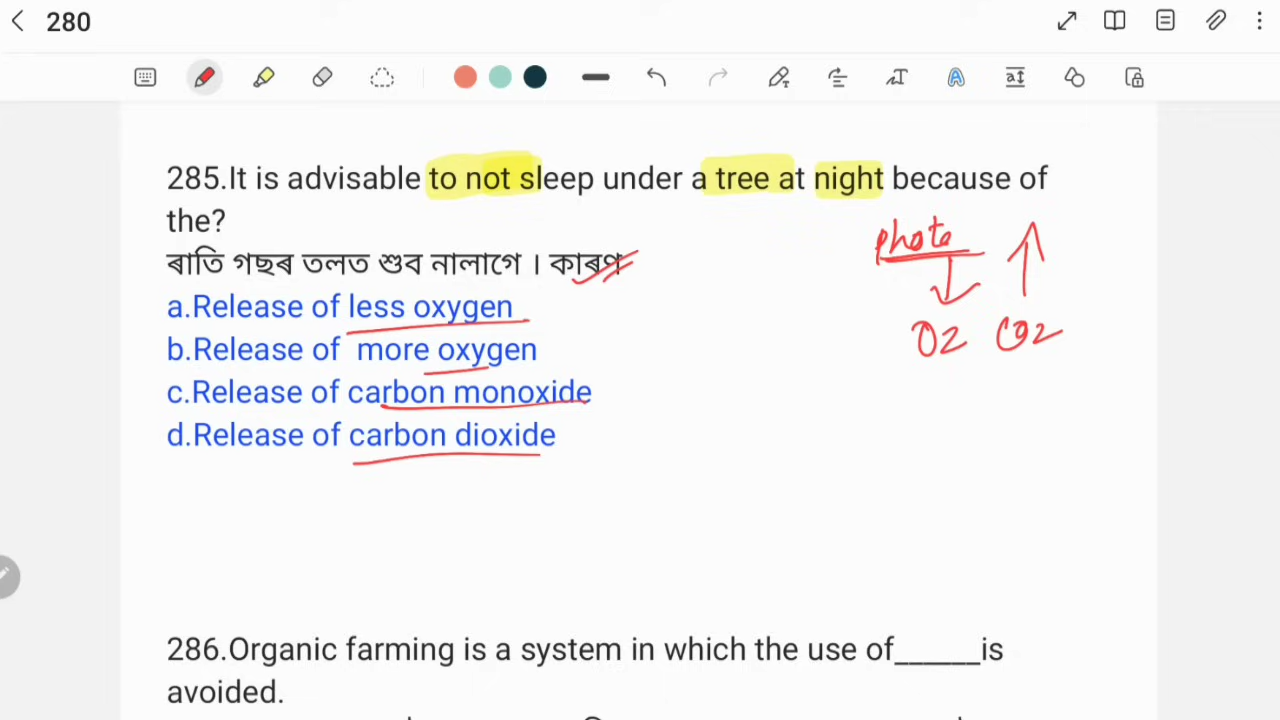 280
285.It is advisable to not sleep under a tree at night because of
the?
ৰাতি গছৰ তলত শুব নালাগে । কাৰণ
a.Release of less oxygen
b.Release of more oxygen
c.Release of carbon monoxide
d.Release of carbon dioxide
photo
O2 CO2
286.Organic farming is a system in which the use of______is
avoided.